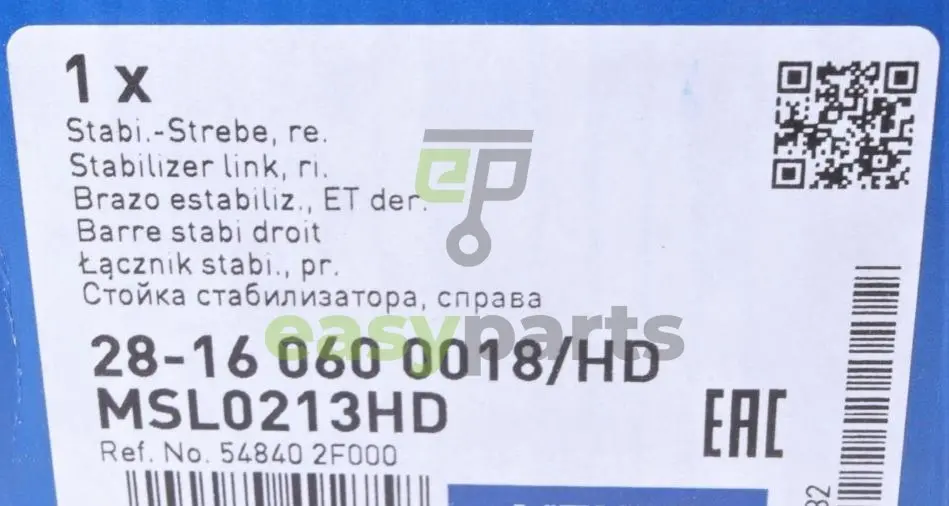 1 x
Stabi.-Strebe, re.
Stabilizer link, ri.
Brazo estabiliz., ET der.
Barre stabi droit
Łącznik stabi., pr.
Стойка стабилизатора, справа
28-16 060 0018/HD
MSL0213HD
Ref. No. 54840 2F000
EAC
ep
easyparts